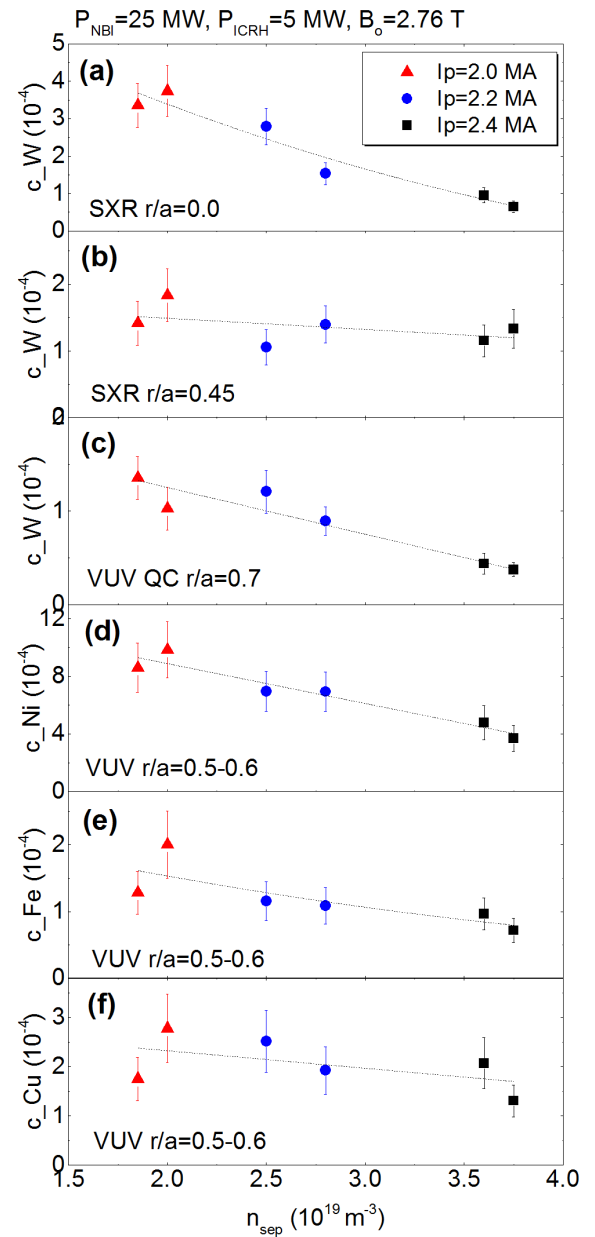 P_NBI=25 MW, P_ICRH=5 MW, B_o=2.76 T
(a)
Ip=2.0 MA
Ip=2.2 MA
Ip=2.4 MA
5
4
3
2
1
0
c_W (10^-4)
SXR r/a=0.0
(b)
2
1
0
c_W (10^-4)
SXR r/a=0.45
(c)
2
1
0
c_W (10^-4)
VUV QC r/a=0.7
(d)
12
8
4
0
c_Ni (10^-4)
VUV r/a=0.5-0.6
(e)
2
1
0
c_Fe (10^-4)
VUV r/a=0.5-0.6
(f)
3
2
1
0
c_Cu (10^-4)
VUV r/a=0.5-0.6
1.5 2.0 2.5 3.0 3.5 4.0
n_sep (10^19 m^-3)